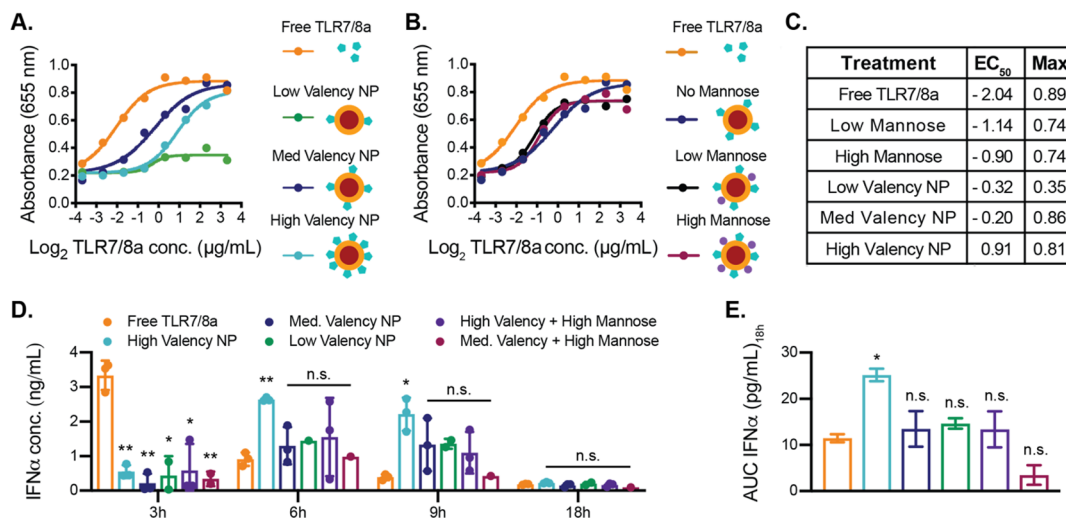 A.
Free TLR7/8a
Low Valency NP
Med Valency NP
High Valency NP
Absorbance (655 nm)
1.0
0.8
0.6
0.4
0.2
0
-4 -3 -2 -1 0 1 2 3 4
Log2 TLR7/8a conc. (µg/mL)
B.
Free TLR7/8a
No Mannose
Low Mannose
High Mannose
Absorbance (655 nm)
1.0
0.8
0.6
0.4
0.2
0
-4 -3 -2 -1 0 1 2 3 4
Log2 TLR7/8a conc. (µg/mL)
C.
Treatment EC50 Max
Free TLR7/8a - 2.04 0.89
Low Mannose - 1.14 0.74
High Mannose - 0.90 0.74
Low Valency NP - 0.32 0.35
Med Valency NP - 0.20 0.86
High Valency NP 0.91 0.81
D.
Free TLR7/8a Med. Valency NP High Valency + High Mannose
High Valency NP Low Valency NP Med. Valency + High Mannose
IFNα conc. (ng/mL)
4
3
2
1
0
** ** * * **
** n.s.
* n.s.
n.s.
3h 6h 9h 18h
E.
AUC IFNα (pg/mL)18h
30
20
10
0
* n.s. n.s. n.s. n.s.